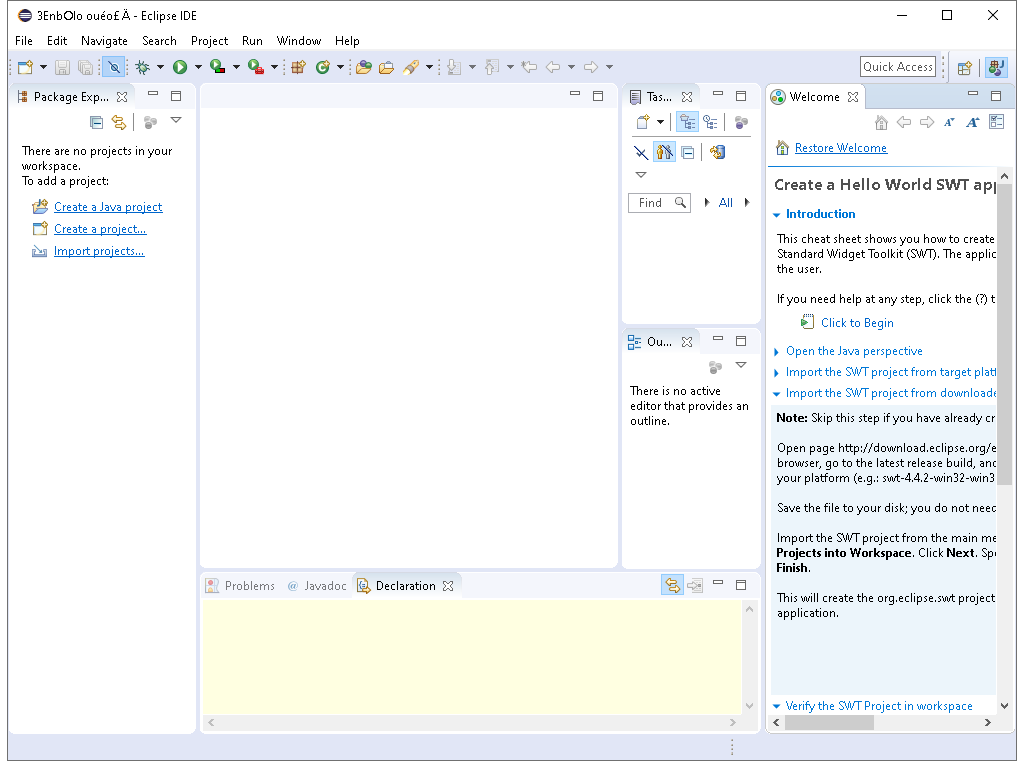 3EnbOlo ouéo£Ä - Eclipse IDE
File Edit Navigate Search Project Run Window Help
Quick Access
Package Exp...
There are no projects in your
workspace.
To add a project:
Create a Java project
Create a project...
Import projects...
Tas...
Find
All
Ou...
There is no active
editor that provides an
outline.
Problems
@ Javadoc
Declaration
Welcome
Restore Welcome
Create a Hello World SWT app
Introduction
This cheat sheet shows you how to create
Standard Widget Toolkit (SWT). The applic
the user.
If you need help at any step, click the (?) t
Click to Begin
Open the Java perspective
Import the SWT project from target platf
Import the SWT project from downloade
Note: Skip this step if you have already cr
Open page http://download.eclipse.org/e
browser, go to the latest release build, and
your platform (e.g.: swt-4.4.2-win32-win3
Save the file to your disk; you do not need
Import the SWT project from the main me
Projects into Workspace. Click Next. Spe
Finish.
This will create the org.eclipse.swt project
application.
Verify the SWT Project in workspace